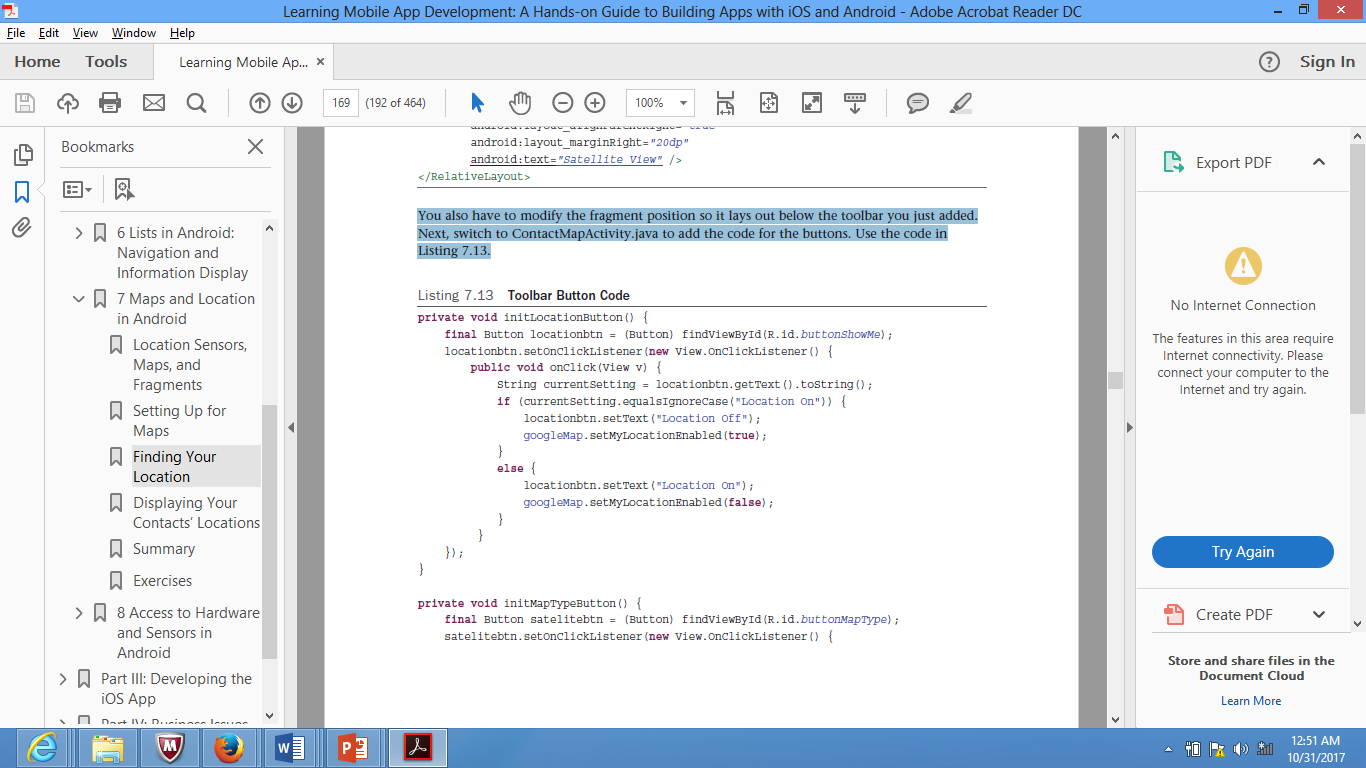 Learning Mobile App Development: A Hands-on Guide to Building Apps with iOS and Android - Adobe Acrobat Reader DC
File Edit View Window Help
Home Tools Learning Mobile Ap... × Sign In
169 (192 of 464) 100%
Bookmarks
6 Lists in Android:
Navigation and
Information Display
7 Maps and Location
in Android
Location Sensors,
Maps, and
Fragments
Setting Up for
Maps
Finding Your
Location
Displaying Your
Contacts' Locations
Summary
Exercises
8 Access to Hardware
and Sensors in
Android
Part III: Developing the
iOS App
Part IV: Business Issues
android:layout_alignParentRight="true"
android:layout_marginRight="20dp"
android:text="Satellite View" />
</RelativeLayout>
You also have to modify the fragment position so it lays out below the toolbar you just added.
Next, switch to ContactMapActivity.java to add the code for the buttons. Use the code in
Listing 7.13.
Listing 7.13 Toolbar Button Code
private void initLocationButton() {
final Button locationbtn = (Button) findViewById(R.id.buttonShowMe);
locationbtn.setOnClickListener(new View.OnClickListener() {
public void onClick(View v) {
String currentSetting = locationbtn.getText().toString();
if (currentSetting.equalsIgnoreCase("Location On")) {
locationbtn.setText("Location Off");
googleMap.setMyLocationEnabled(true);
}
else {
locationbtn.setText("Location On");
googleMap.setMyLocationEnabled(false);
}
}
});
}
private void initMapTypeButton() {
final Button satelitebtn = (Button) findViewById(R.id.buttonMapType);
satelitebtn.setOnClickListener(new View.OnClickListener() {
Export PDF
No Internet Connection
The features in this area require
Internet connectivity. Please
connect your computer to the
Internet and try again.
Try Again
Create PDF
Store and share files in the
Document Cloud
Learn More
12:51 AM
10/31/2017